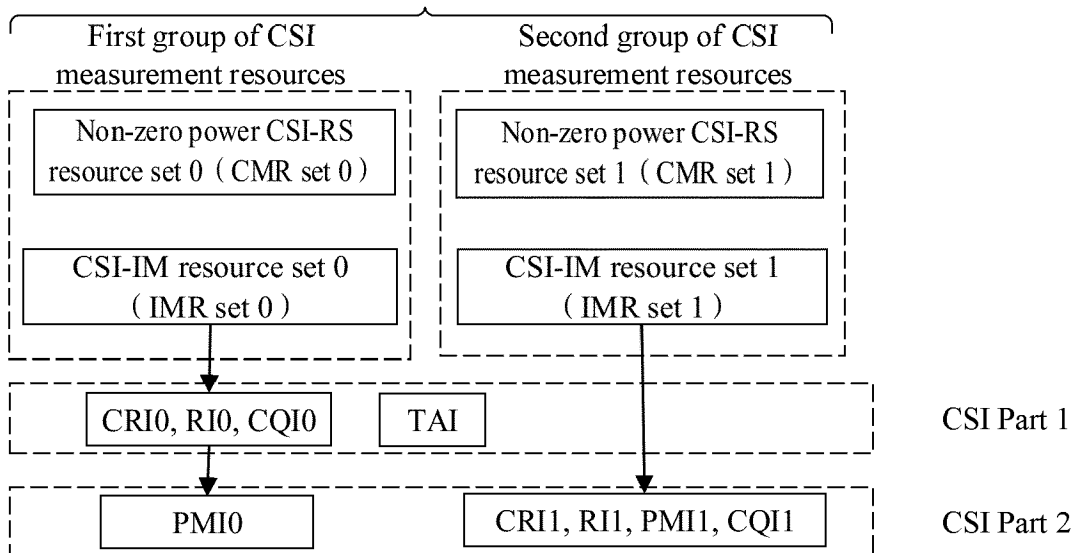 First group of CSI
measurement resources
Second group of CSI
measurement resources
Non-zero power CSI-RS
resource set 0（CMR set 0）
Non-zero power CSI-RS
resource set 1（CMR set 1）
CSI-IM resource set 0
（IMR set 0）
CSI-IM resource set 1
（IMR set 1）
CRI0, RI0, CQI0
TAI
CSI Part 1
PMI0
CRI1, RI1, PMI1, CQI1
CSI Part 2